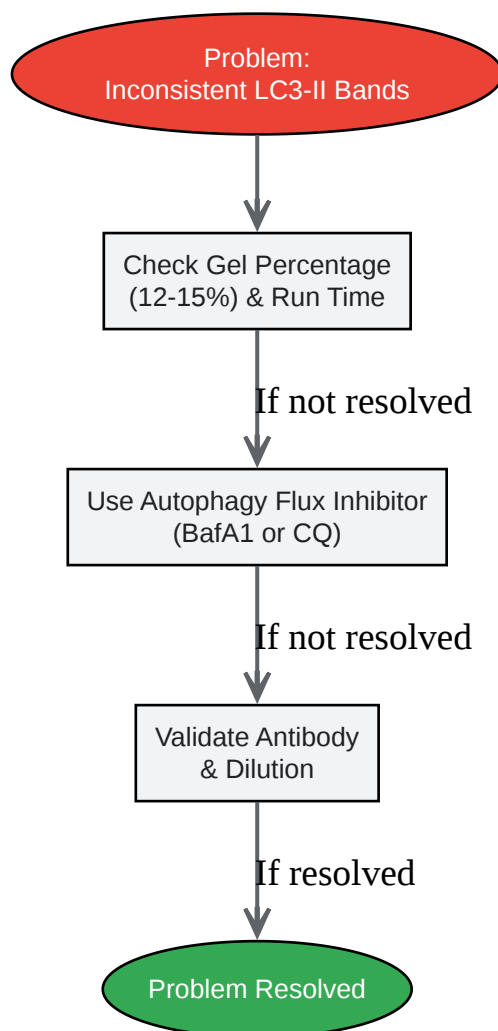 Problem:
Inconsistent LC3-II Bands
Check Gel Percentage
(12-15%) & Run Time
If not resolved
Use Autophagy Flux Inhibitor
(BafA1 or CQ)
If not resolved
Validate Antibody
& Dilution
If resolved
Problem Resolved